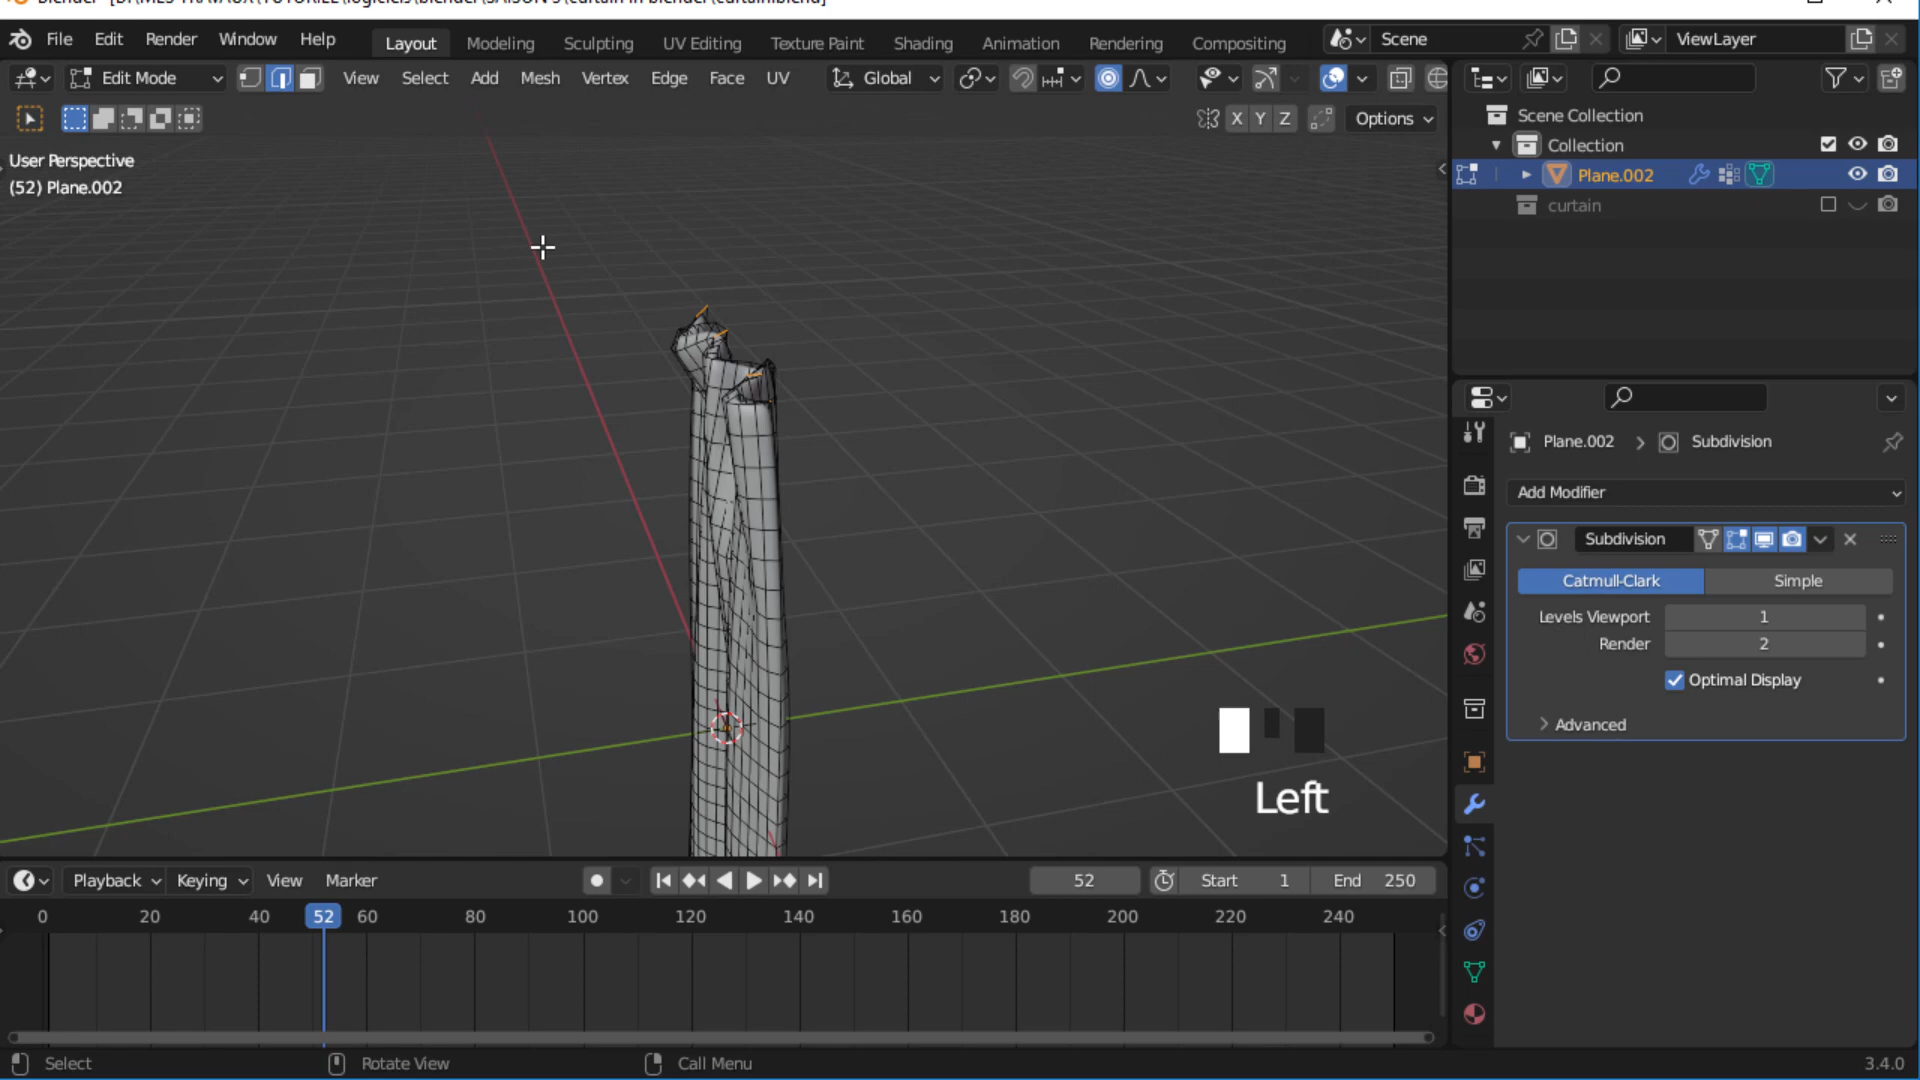 File Edit Render Window Help Layout Modeling Sculpting UV Editing Texture Paint Shading Animation Rendering Compositing Scene ViewLayer
Edit Mode View Select Add Mesh Vertex Edge Face UV Global
X Y Z Options
User Perspective
(52) Plane.002
Scene Collection
Collection
Plane.002
curtain
Plane.002 > Subdivision
Add Modifier
Subdivision
Catmull-Clark Simple
Levels Viewport 1
Render 2
Optimal Display
Advanced
Left
Playback Keying View Marker 52 Start 1 End 250
0 20 40 52 60 80 100 120 140 160 180 200 220 240
Select Rotate View Call Menu 3.4.0